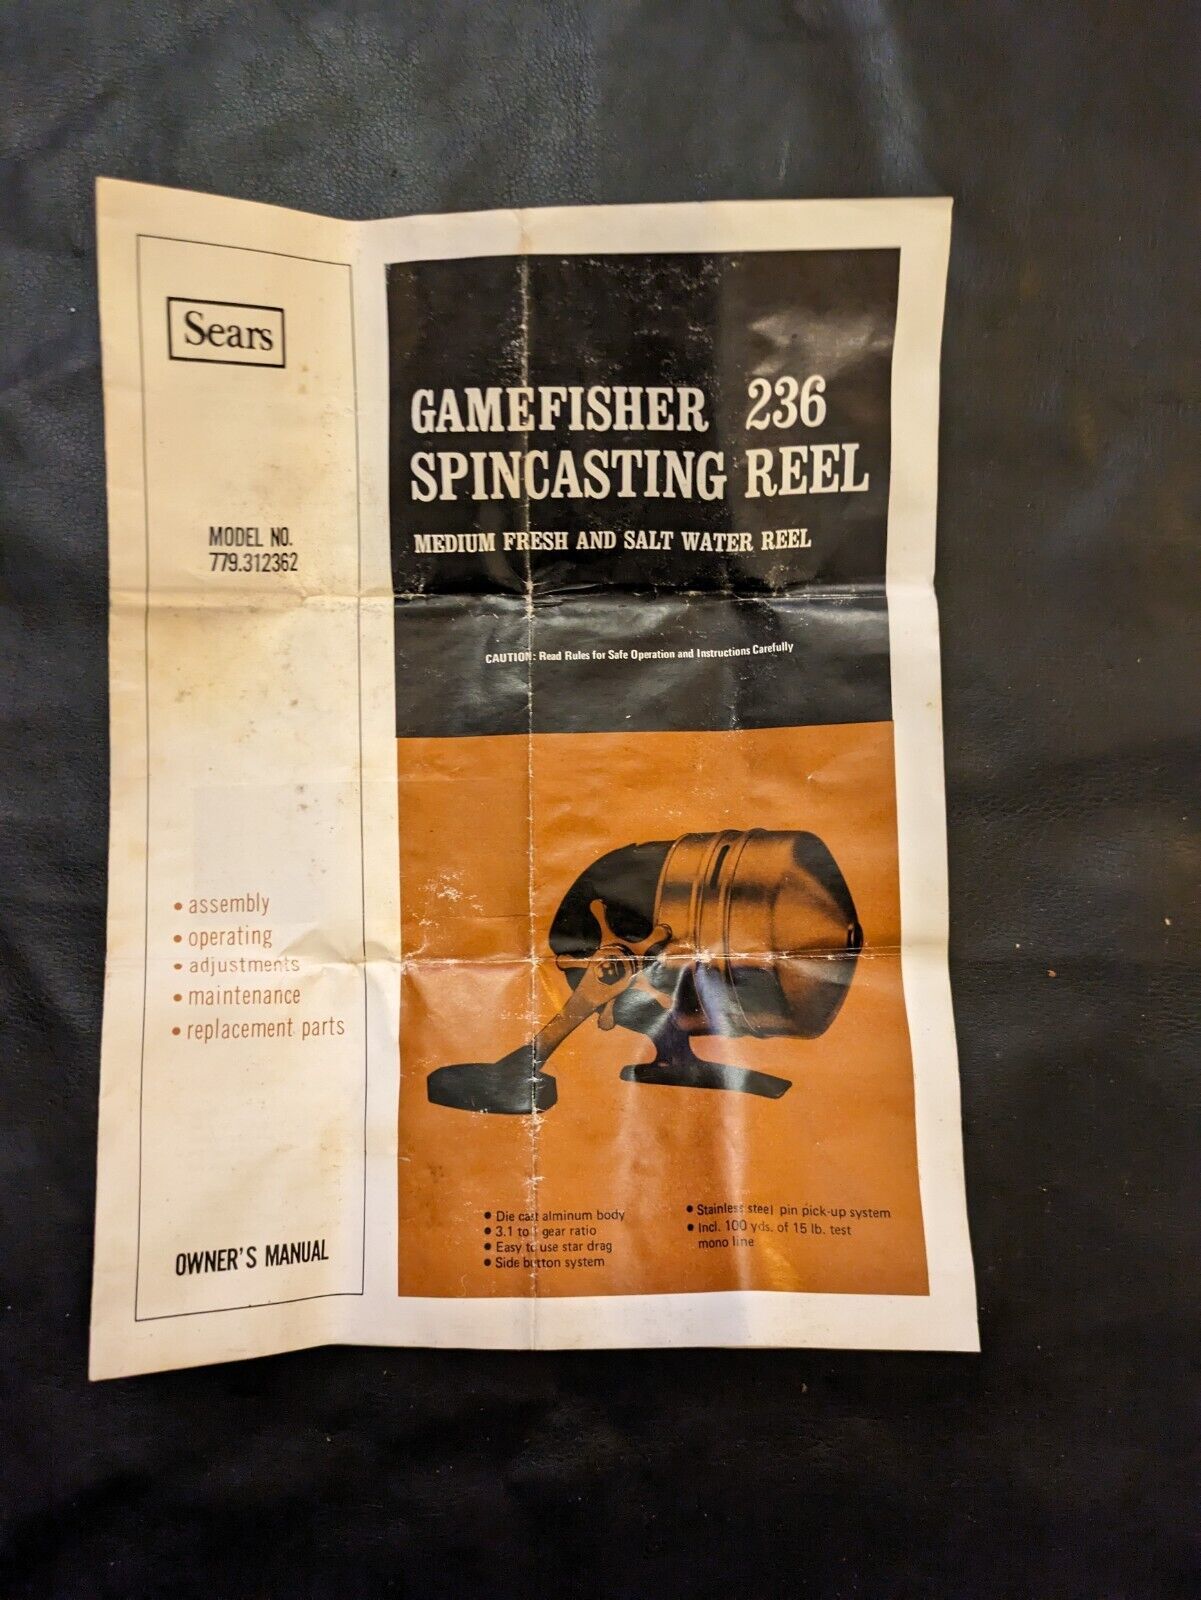 Sears
MODEL NO.
779.312362
• assembly
• operating
• adjustments
• maintenance
• replacement parts
OWNER'S MANUAL
GAMEFISHER 236
SPINCASTING REEL
MEDIUM FRESH AND SALT WATER REEL
CAUTION: Read Rules for Safe Operation and Instructions Carefully
• Die cast alminum body
• 3.1 to 1 gear ratio
• Easy to use star drag
• Side button system
• Stainless steel pin pick-up system
• Incl. 100 yds. of 15 lb. test
mono line